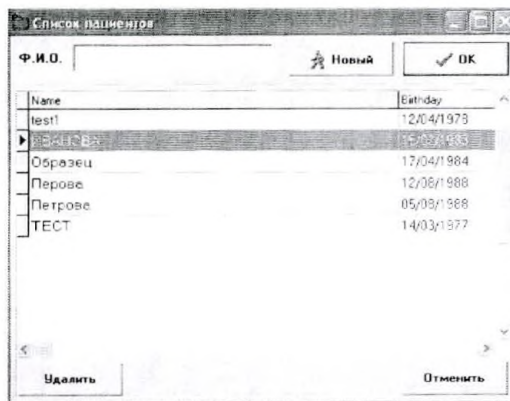 Список пациентов
Ф.И.О. Новый OK
Name Birthday
test1 12/04/1978
ИВАНОВА
Образец 17/04/1984
Перова 12/08/1988
Петрова 05/08/1988
ТЕСТ 14/03/1977
Удалить Отменить